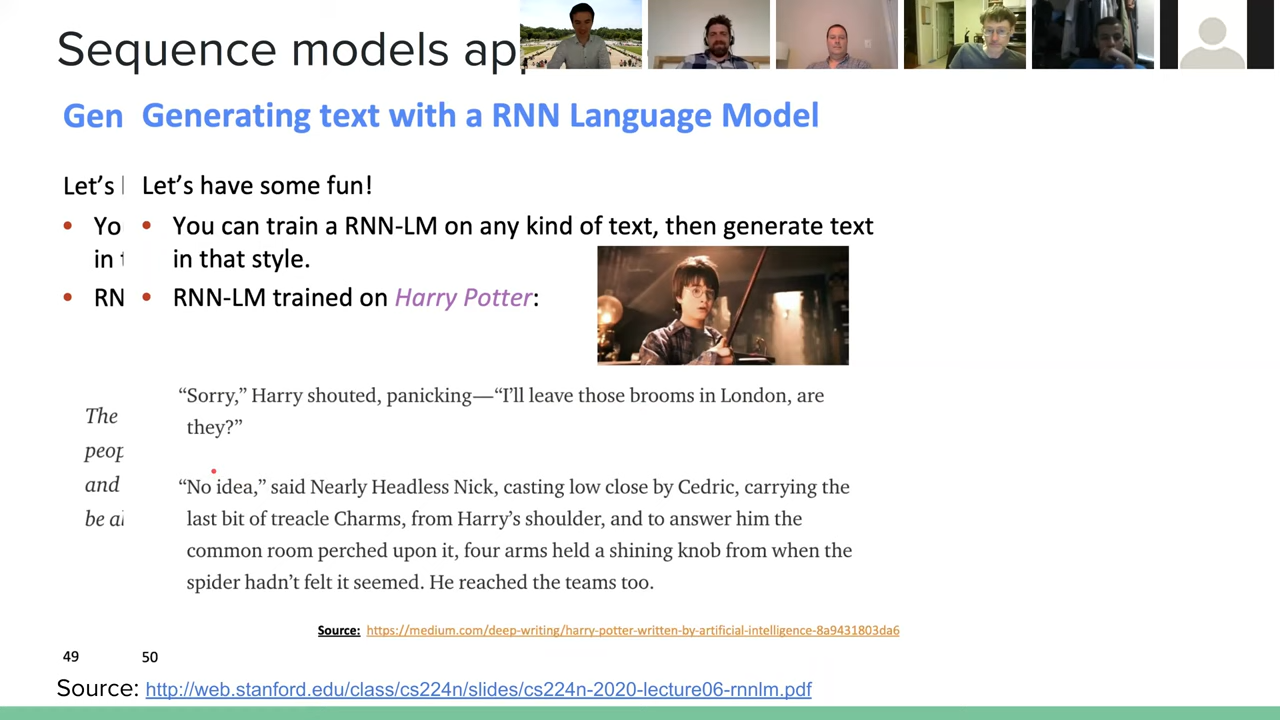 Sequence models ap
Gen
Generating text with a RNN Language Model
Let’s
Let’s have some fun!
• Yo
• You can train a RNN-LM on any kind of text, then generate text
in
in that style.
• RN
• RNN-LM trained on Harry Potter:
“Sorry,” Harry shouted, panicking—“I’ll leave those brooms in London, are
they?”
The
peop
and
be al
“No idea,” said Nearly Headless Nick, casting low close by Cedric, carrying the
last bit of treacle Charms, from Harry’s shoulder, and to answer him the
common room perched upon it, four arms held a shining knob from when the
spider hadn’t felt it seemed. He reached the teams too.
Source: https://medium.com/deep-writing/harry-potter-written-by-artificial-intelligence-8a9431803da6
49
50
Source: http://web.stanford.edu/class/cs224n/slides/cs224n-2020-lecture06-rnnlm.pdf